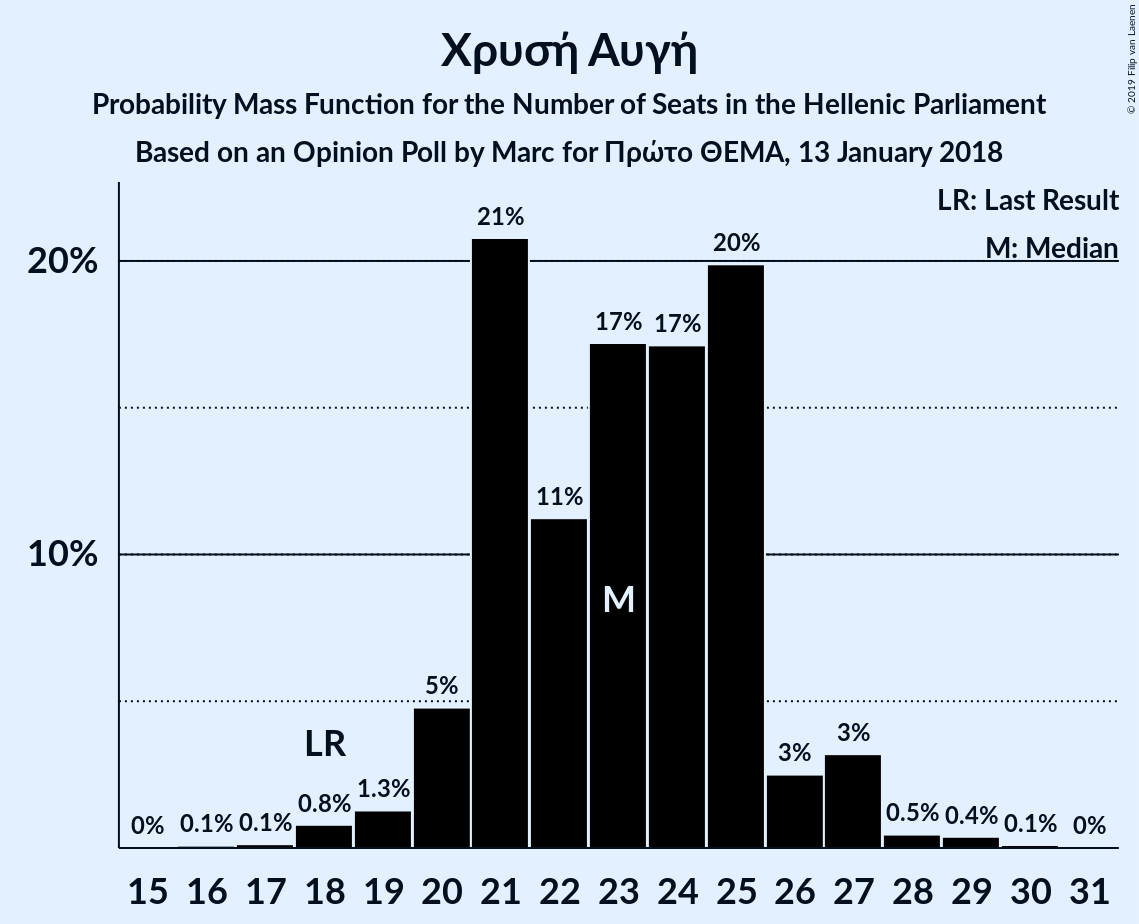 Χρυσή Αυγή
Probability Mass Function for the Number of Seats in the Hellenic Parliament
Based on an Opinion Poll by Marc for Πρώτο ΘΕΜΑ, 13 January 2018
© 2019 Filip van Laenen
LR: Last Result
M: Median
20%
10%
0% 0.1% 0.1% 0.8% 1.3% 5% 21% 11% 17% 17% 20% 3% 3% 0.5% 0.4% 0.1% 0%
LR
M
15 16 17 18 19 20 21 22 23 24 25 26 27 28 29 30 31